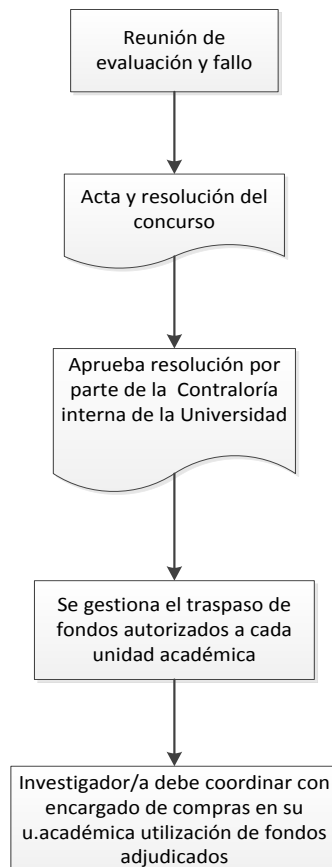 Reunión de
evaluación y fallo
Acta y resolución del
concurso
Aprueba resolución por
parte de la Contraloría
interna de la Universidad
Se gestiona el traspaso de
fondos autorizados a cada
unidad académica
Investigador/a debe coordinar con
encargado de compras en su
u.académica utilización de fondos
adjudicados